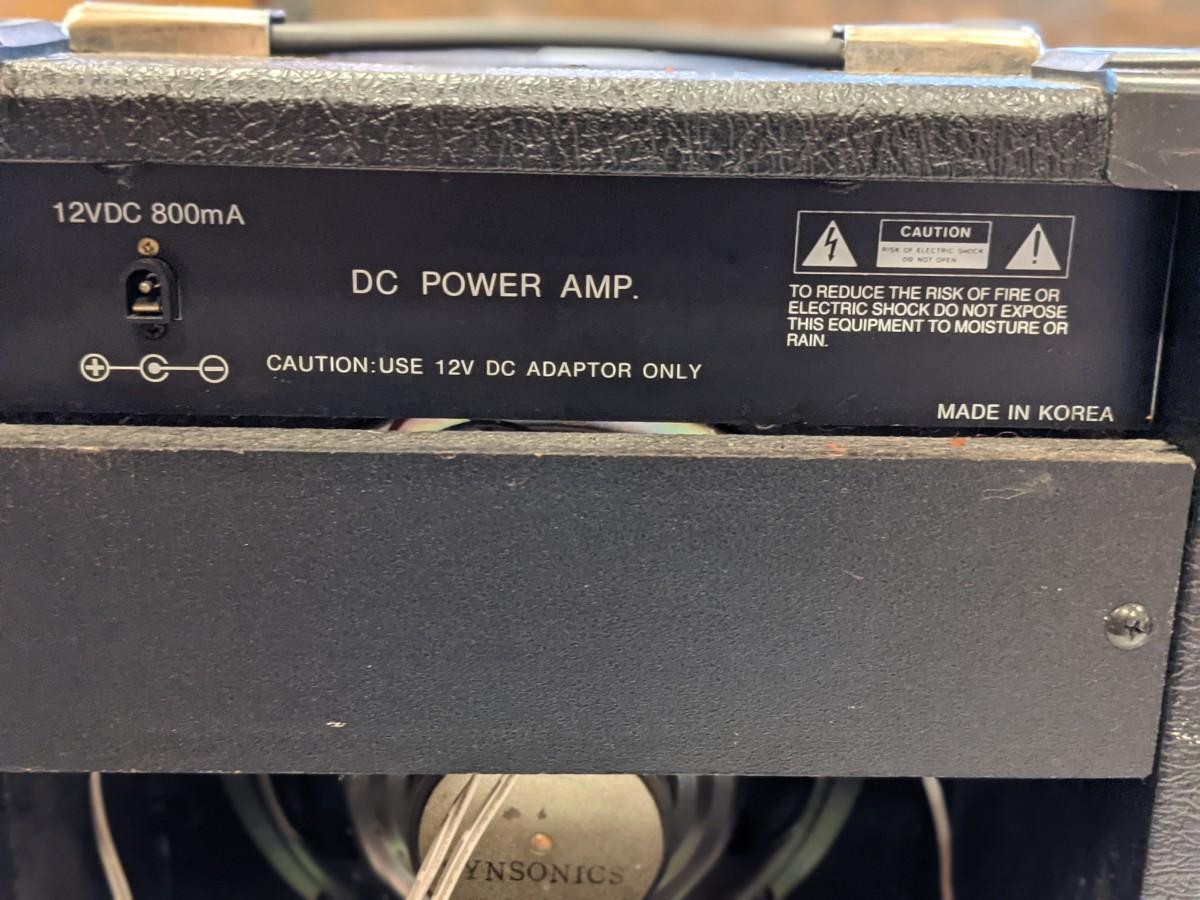 12VDC 800mA
DC POWER AMP.
CAUTION:USE 12V DC ADAPTOR ONLY
CAUTION
RISK OF ELECTRIC SHOCK
DO NOT OPEN
TO REDUCE THE RISK OF FIRE OR
ELECTRIC SHOCK DO NOT EXPOSE
THIS EQUIPMENT TO MOISTURE OR
RAIN.
MADE IN KOREA
YNSONICS